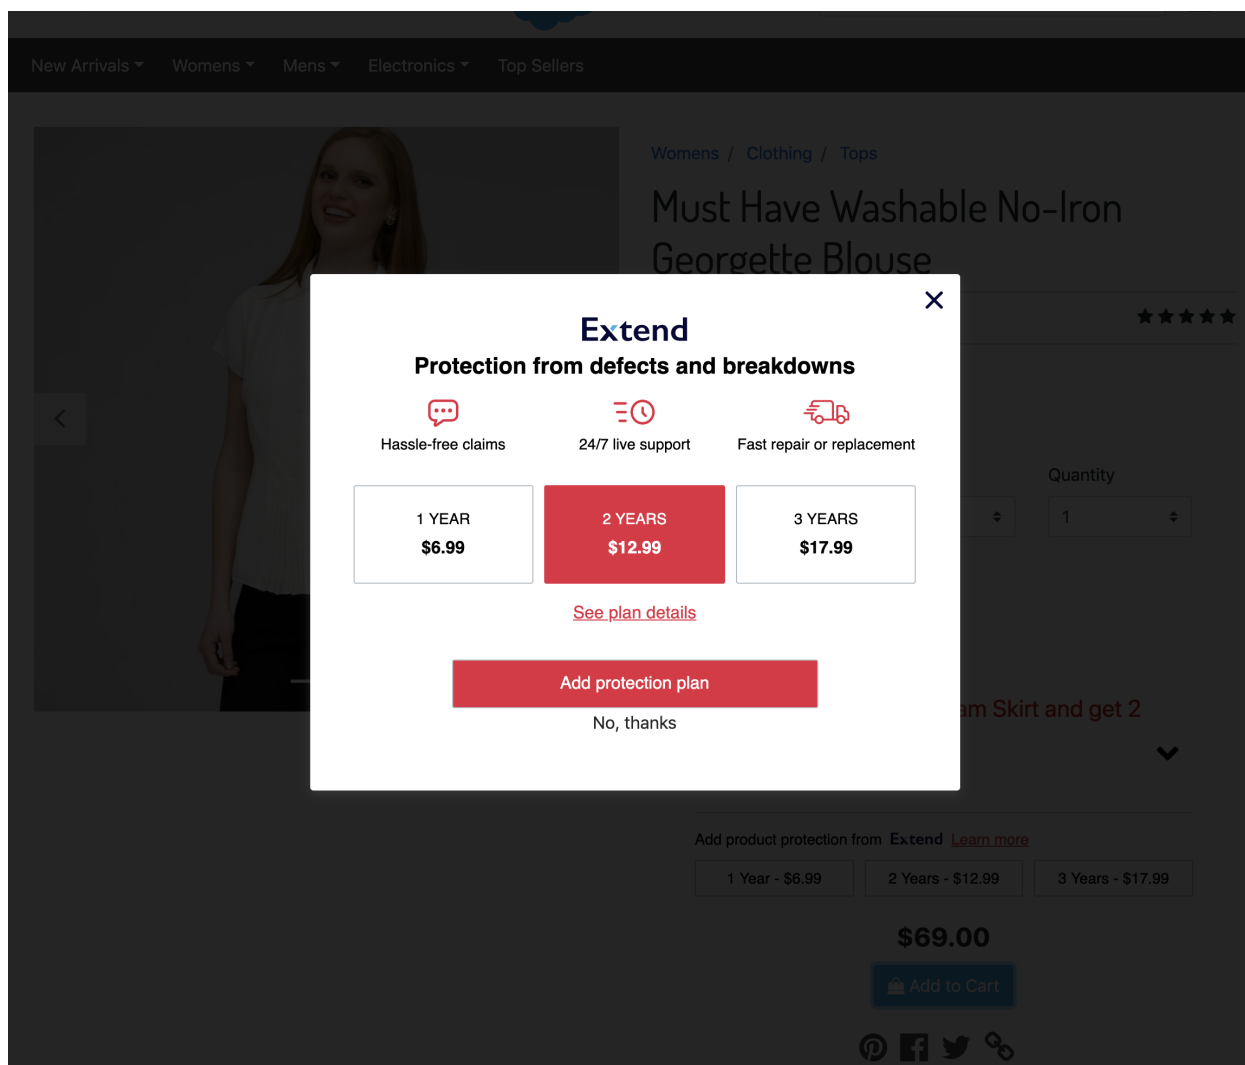 New Arrivals
Womens
Mens
Electronics
Top Sellers
Womens / Clothing / Tops
Must Have Washable No-Iron
Georgette Blouse
Extend
Protection from defects and breakdowns
Hassle-free claims
24/7 live support
Fast repair or replacement
1 YEAR
$6.99
2 YEARS
$12.99
3 YEARS
$17.99
See plan details
Add protection plan
No, thanks
Quantity
1
Skirt and get 2
Add product protection from Extend Learn more
1 Year - $6.99
2 Years - $12.99
3 Years - $17.99
$69.00
Add to Cart